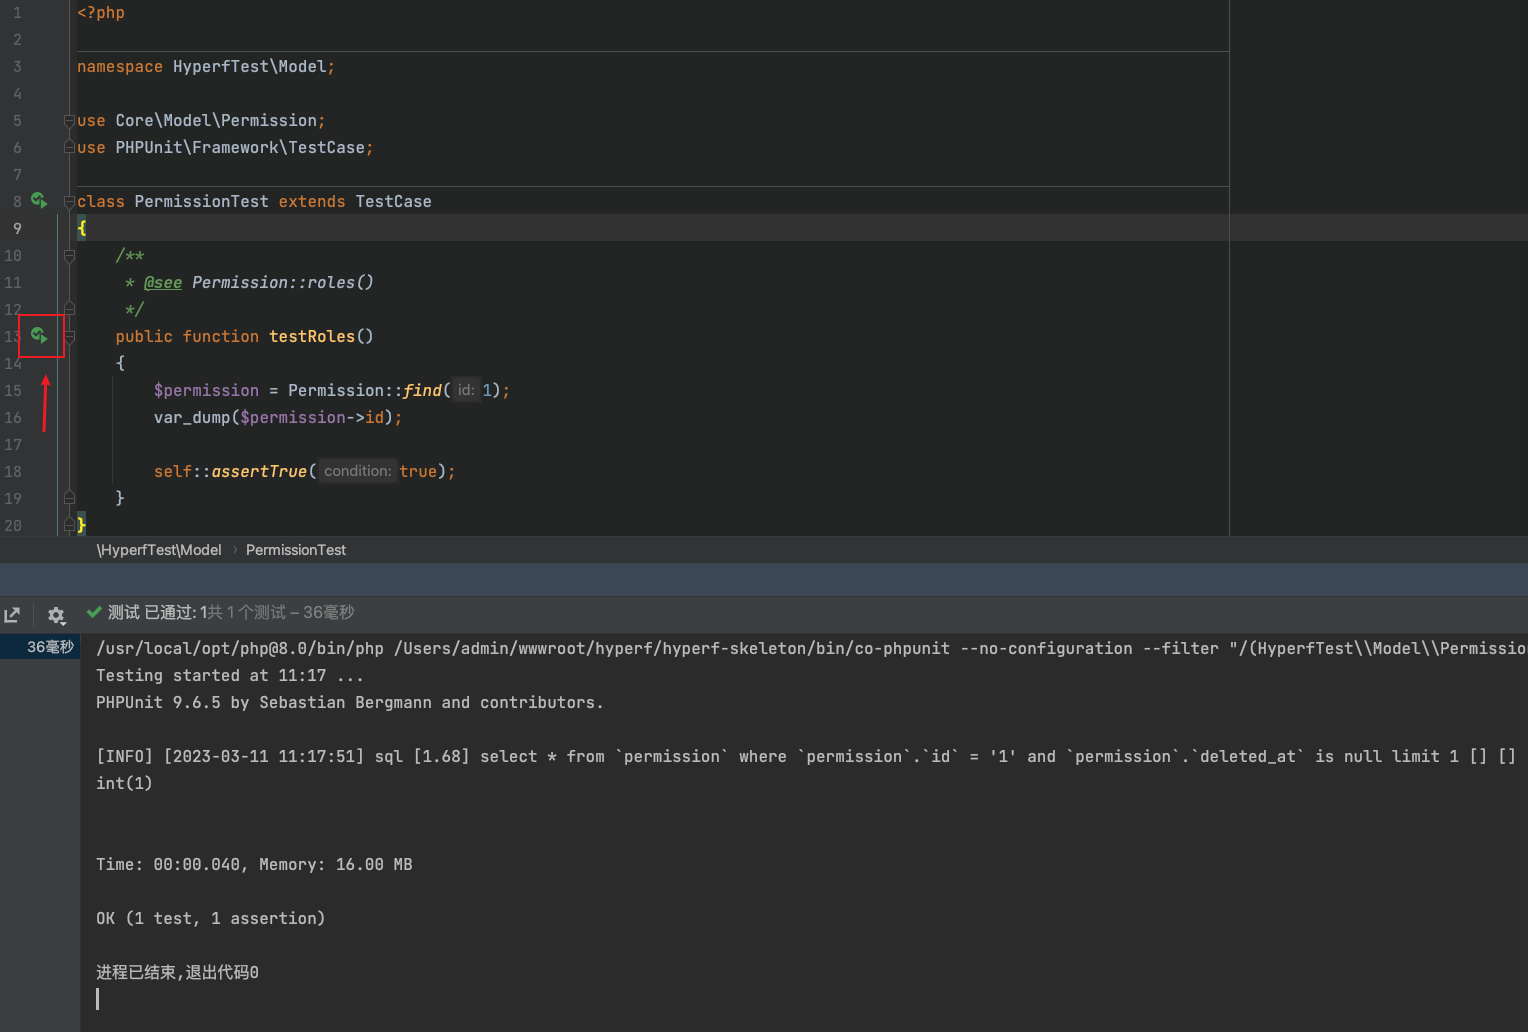 1 <?php
2
3 namespace HyperfTest\Model;
4
5 use Core\Model\Permission;
6 use PHPUnit\Framework\TestCase;
7
8 class PermissionTest extends TestCase
9 {
10 /**
11 * @see Permission::roles()
12 */
13 public function testRoles()
14 {
15 $permission = Permission::find( id: 1);
16 var_dump($permission->id);
17
18 self::assertTrue( condition: true);
19 }
20 }
\HyperfTest\Model › PermissionTest
测试 已通过: 1共 1 个测试 – 36毫秒
36毫秒
/usr/local/opt/php@8.0/bin/php /Users/admin/wwwroot/hyperf/hyperf-skeleton/bin/co-phpunit --no-configuration --filter "/(HyperfTest\\Model\\Permissio
Testing started at 11:17 ...
PHPUnit 9.6.5 by Sebastian Bergmann and contributors.
[INFO] [2023-03-11 11:17:51] sql [1.68] select * from `permission` where `permission`.`id` = '1' and `permission`.`deleted_at` is null limit 1 [] []
int(1)
Time: 00:00.040, Memory: 16.00 MB
OK (1 test, 1 assertion)
进程已结束,退出代码0